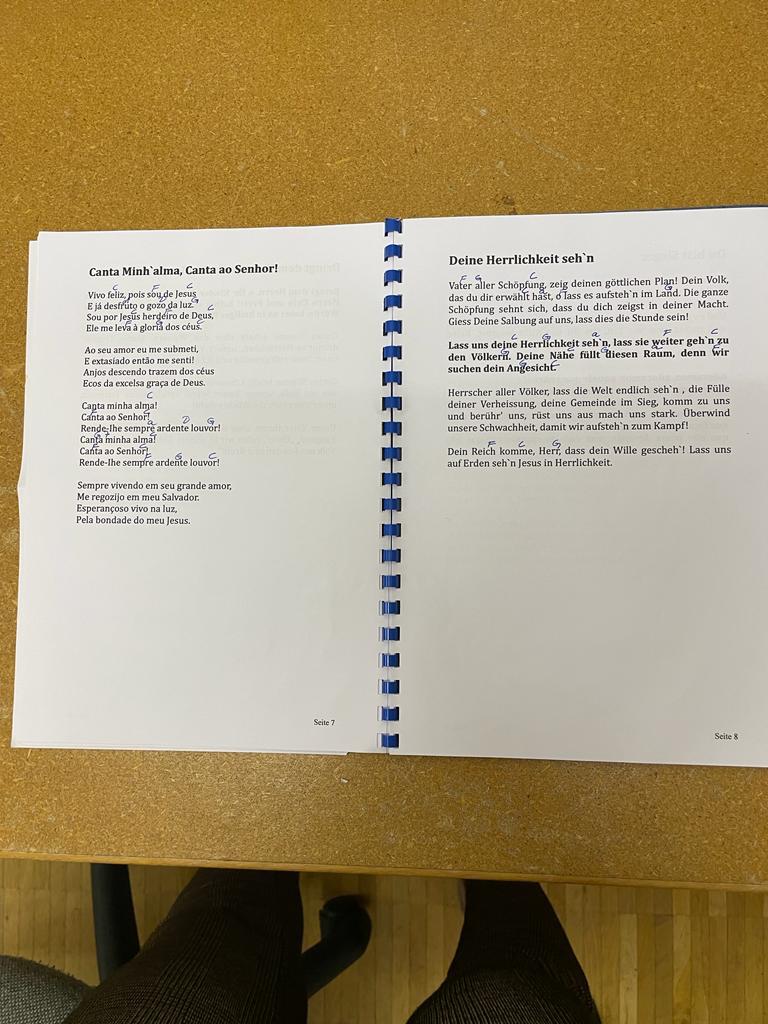 Canta Minh`alma, Canta ao Senhor!
C F C
Vivo feliz, pois sou de Jesus
E já desfruto o gozo da luz.
Sou por Jesus herdeiro de Deus,
Ele me leva à gloria dos céus.
Ao seu amor eu me submeti,
E extasiado então me senti!
Anjos descendo trazem dos céus
Ecos da excelsa graça de Deus.
C
Canta minha alma!
Canta ao Senhor!
a D G
Rende-lhe sempre ardente louvor!
Canta minha alma!
Canta ao Senhor!
F G C
Rende-lhe sempre ardente louvor!
Sempre vivendo em seu grande amor,
Me regozijo em meu Salvador.
Esperançoso vivo na luz,
Pela bondade do meu Jesus.
Seite 7
Deine Herrlichkeit seh`n
F G C
Vater aller Schöpfung, zeig deinen göttlichen Plan! Dein Volk,
das du dir erwählt hast, o lass es aufsteh`n im Land. Die ganze
Schöpfung sehnt sich, dass du dich zeigst in deiner Macht.
Giess Deine Salbung auf uns, lass dies die Stunde sein!
C G a F C
Lass uns deine Herrlichkeit seh`n, lass sie weiter geh`n zu
den Völkern. Deine Nähe füllt diesen Raum, denn wir
suchen dein Angesicht.
Herrscher aller Völker, lass die Welt endlich seh`n , die Fülle
deiner Verheissung, deine Gemeinde im Sieg, komm zu uns
und berühr' uns, rüst uns aus mach uns stark. Überwind
unsere Schwachheit, damit wir aufsteh`n zum Kampf!
F C G
Dein Reich komme, Herr, dass dein Wille gescheh`! Lass uns
auf Erden seh`n Jesus in Herrlichkeit.
Seite 8